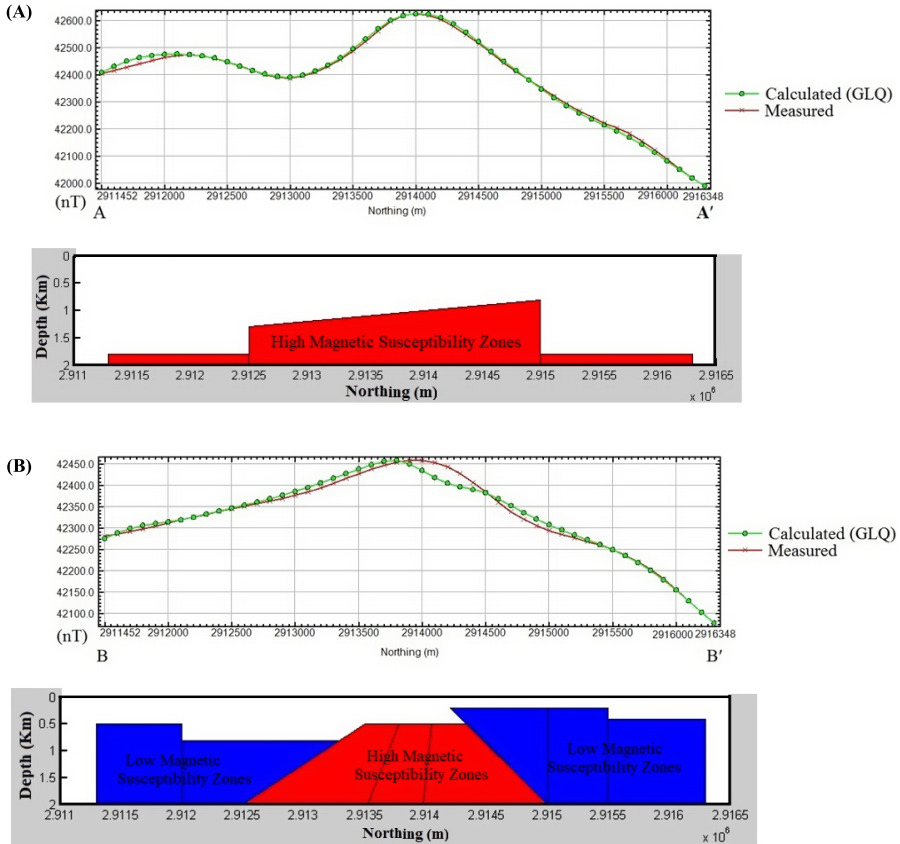 (A)
42600.0
42500.0
42400.0
42300.0
42200.0
42100.0
42000.0
(nT)
2911452 2912000 2912500 2913000 2913500 2914000 2914500 2915000 2915500 2916000 2916348
A Northing (m) A′
Calculated (GLQ)
Measured
Depth (Km)
0
0.5
1
1.5
2
High Magnetic Susceptibility Zones
2.911 2.9115 2.912 2.9125 2.913 2.9135 2.914 2.9145 2.915 2.9155 2.916 2.9165
Northing (m)
x 10⁶
(B)
42450.0
42400.0
42300.0
42250.0
42200.0
42150.0
42100.0
(nT)
2911452 2912000 2912500 2913000 2913500 2914000 2914500 2915000 2915500 2916000 2916348
B Northing (m) B′
Calculated (GLQ)
Measured
Depth (Km)
0
0.5
1
1.5
2
Low Magnetic
Susceptibility Zones
High Magnetic
Susceptibility Zones
Low Magnetic
Susceptibility Zones
2.911 2.9115 2.912 2.9125 2.913 2.9135 2.914 2.9145 2.915 2.9155 2.916 2.9165
Northing (m)
x 10⁶